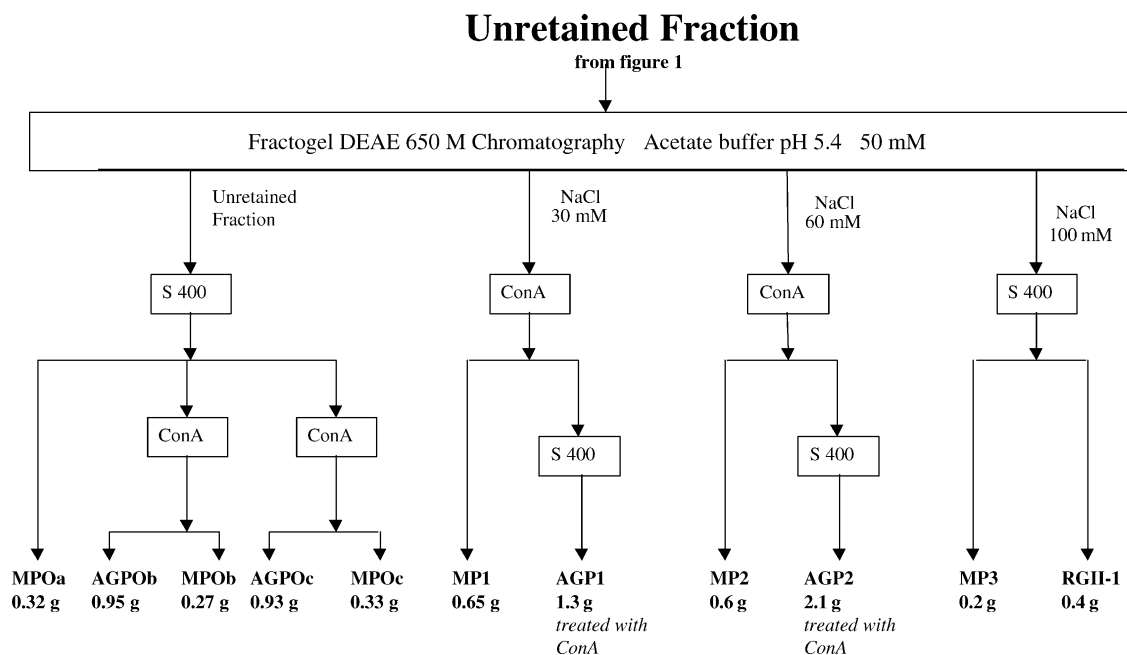 Unretained Fraction
from figure 1
Fractogel DEAE 650 M Chromatography Acetate buffer pH 5.4 50 mM
Unretained
Fraction
NaCl
30 mM
NaCl
60 mM
NaCl
100 mM
S 400
ConA
ConA
S 400
ConA
ConA
S 400
S 400
MPOa
0.32 g
AGPOb
0.95 g
MPOb
0.27 g
AGPOc
0.93 g
MPOc
0.33 g
MP1
0.65 g
AGP1
1.3 g
treated with
ConA
MP2
0.6 g
AGP2
2.1 g
treated with
ConA
MP3
0.2 g
RGII-1
0.4 g